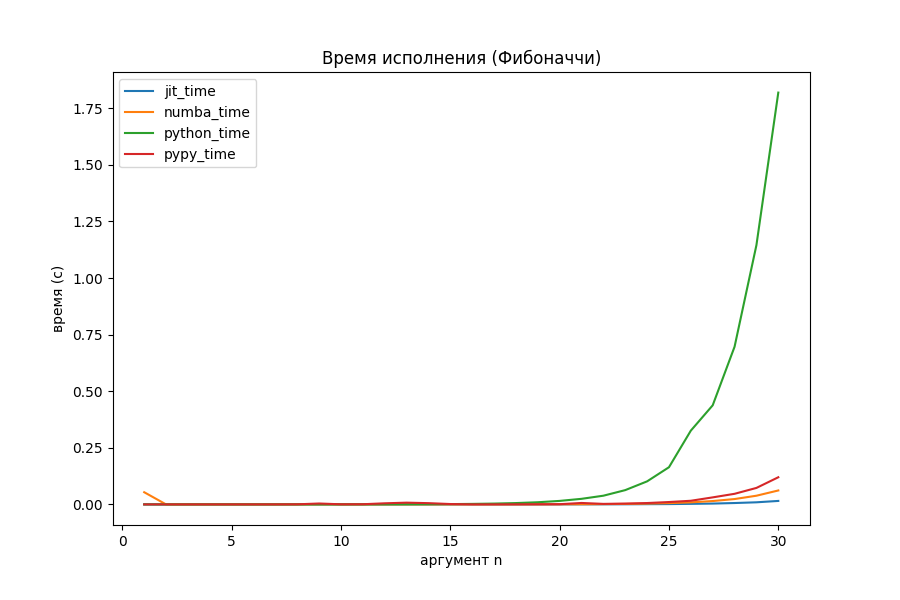 Время исполнения (Фибоначчи)
jit_time
numba_time
python_time
pypy_time
1.75
1.50
1.25
1.00
0.75
0.50
0.25
0.00
время (с)
0 5 10 15 20 25 30
аргумент n